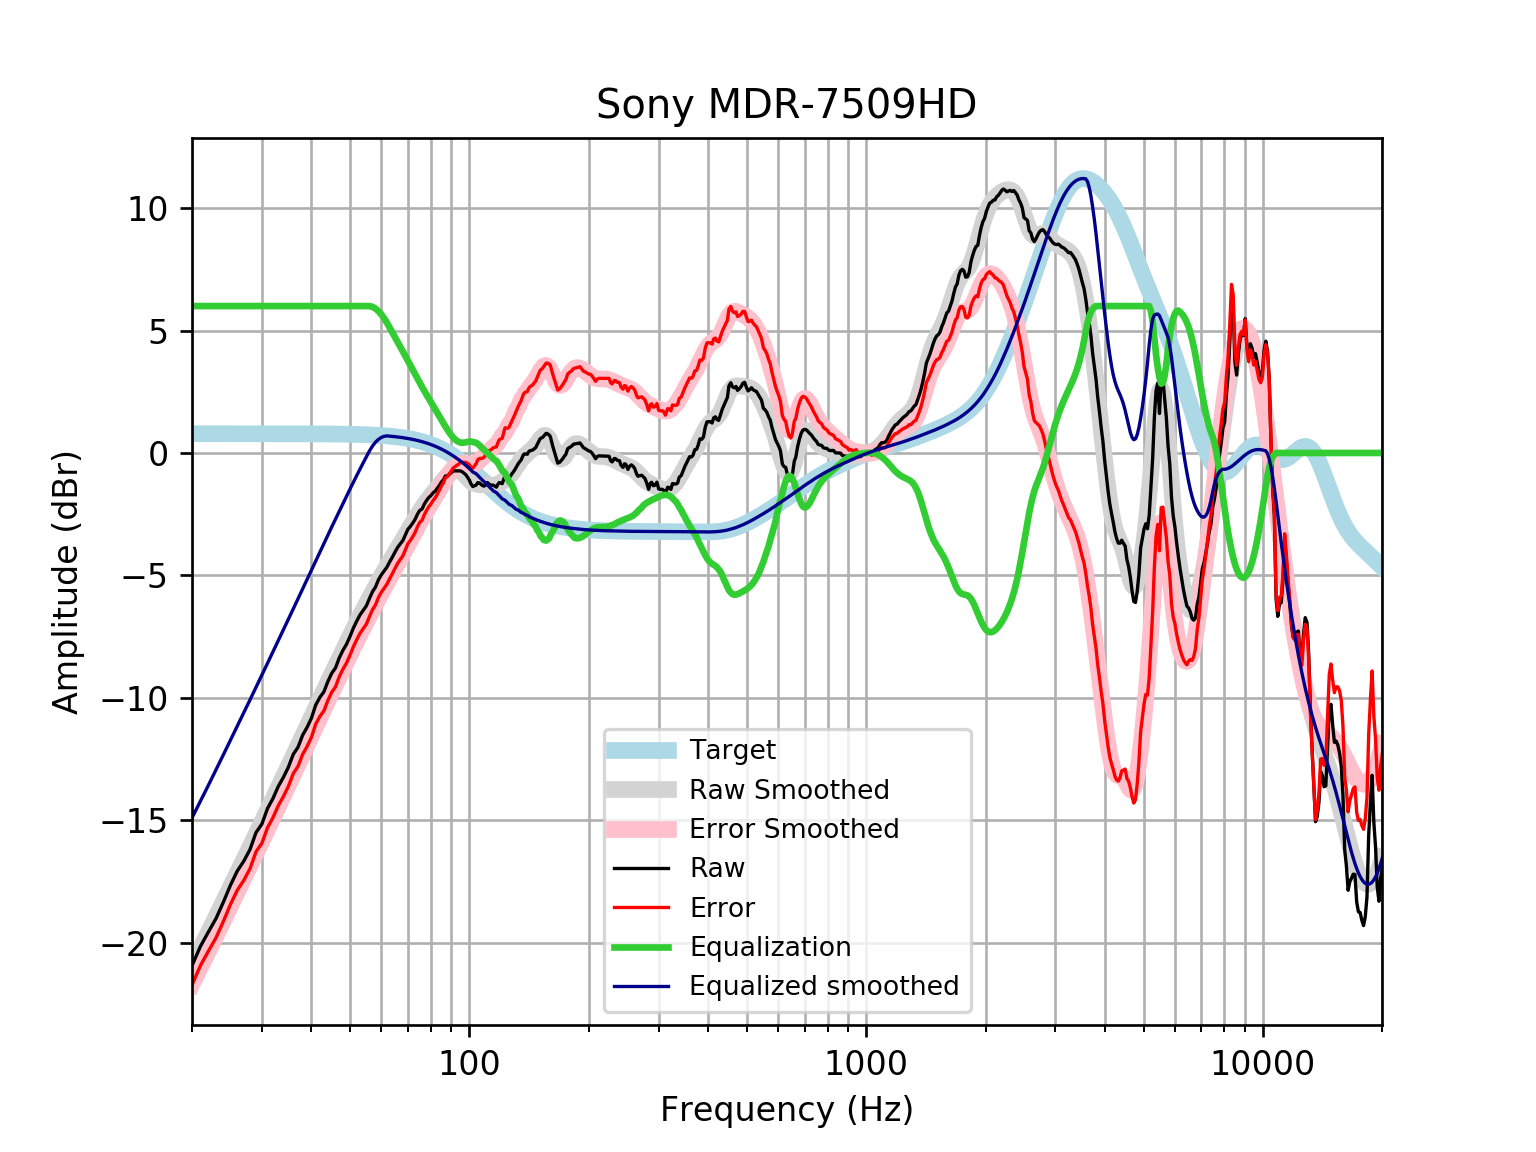 Sony MDR-7509HD
10
5
0
−5
−10
−15
−20
Amplitude (dBr)
Target
Raw Smoothed
Error Smoothed
Raw
Error
Equalization
Equalized smoothed
100
1000
10000
Frequency (Hz)